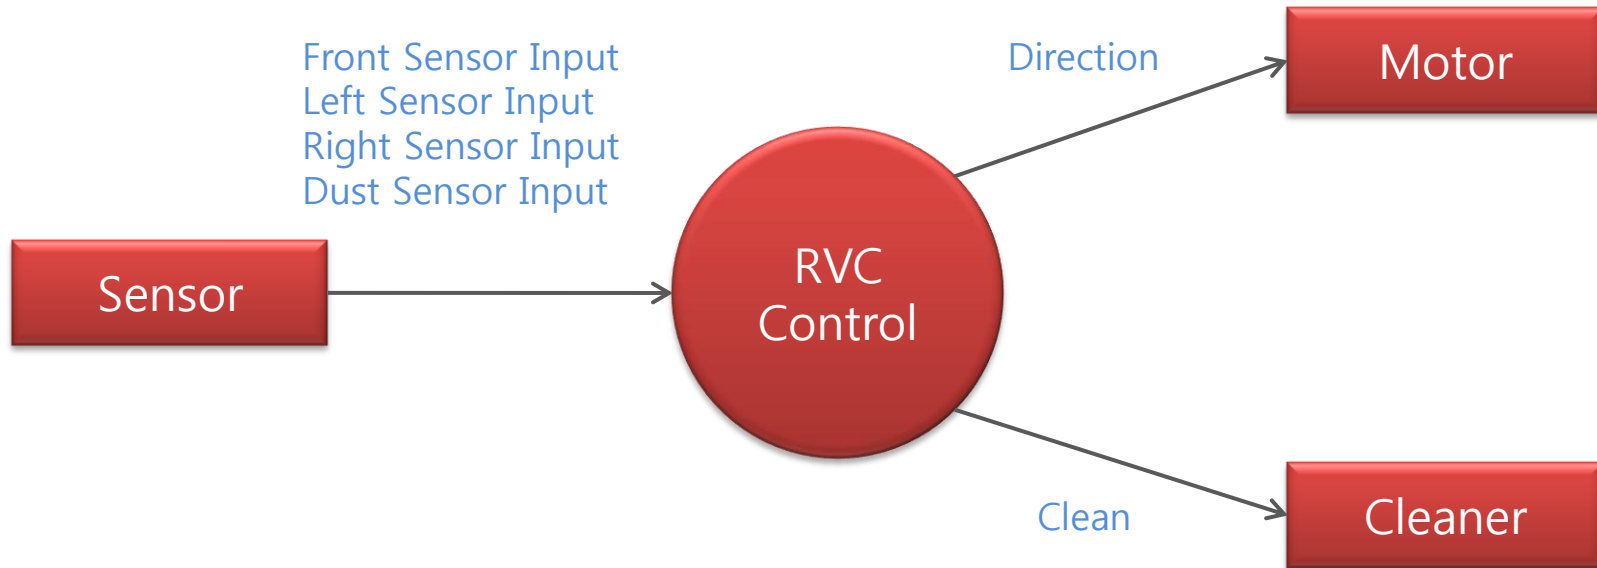 Front Sensor Input
Left Sensor Input
Right Sensor Input
Dust Sensor Input
Direction
Motor
Sensor
RVC
Control
Clean
Cleaner